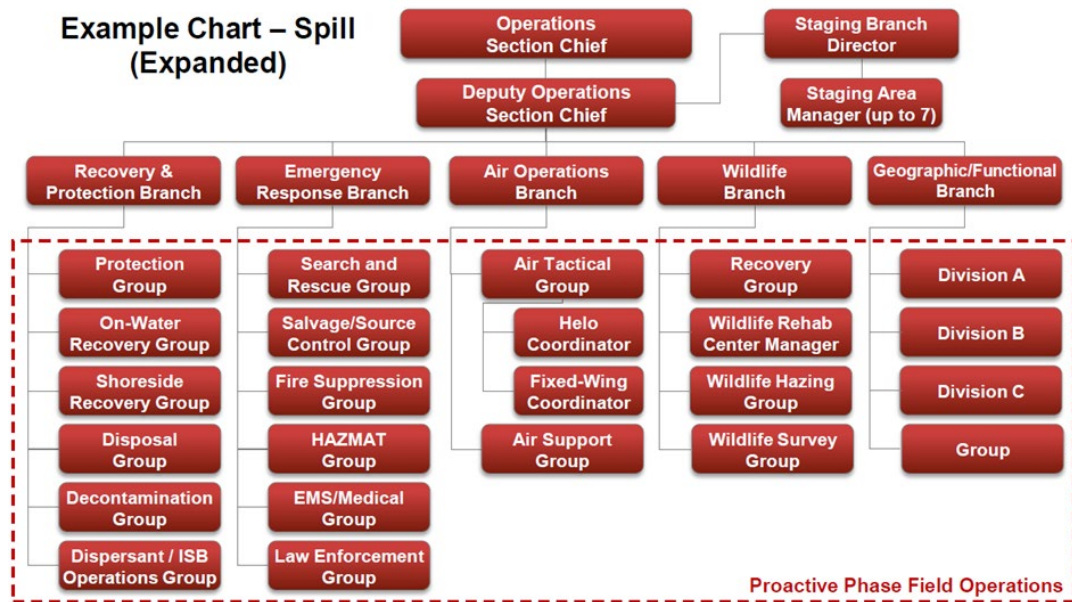 Example Chart – Spill
(Expanded)
Operations
Section Chief
Staging Branch
Director
Deputy Operations
Section Chief
Staging Area
Manager (up to 7)
Recovery &
Protection Branch
Emergency
Response Branch
Air Operations
Branch
Wildlife
Branch
Geographic/Functional
Branch
Protection
Group
On-Water
Recovery Group
Shoreside
Recovery Group
Disposal
Group
Decontamination
Group
Dispersant / ISB
Operations Group
Search and
Rescue Group
Salvage/Source
Control Group
Fire Suppression
Group
HAZMAT
Group
EMS/Medical
Group
Law Enforcement
Group
Air Tactical
Group
Helo
Coordinator
Fixed-Wing
Coordinator
Air Support
Group
Recovery
Group
Wildlife Rehab
Center Manager
Wildlife Hazing
Group
Wildlife Survey
Group
Division A
Division B
Division C
Group
Proactive Phase Field Operations